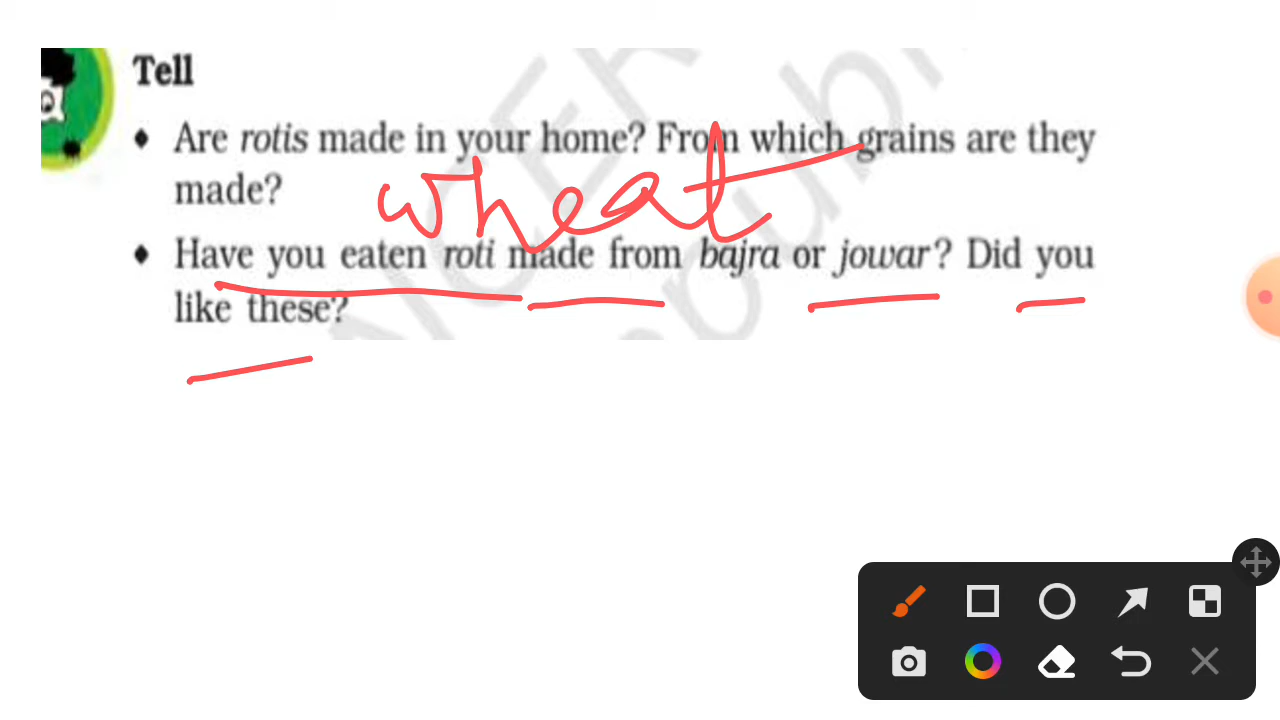 Tell
♦ Are rotis made in your home? From which grains are they
made?
wheat
♦ Have you eaten roti made from bajra or jowar? Did you
like these?